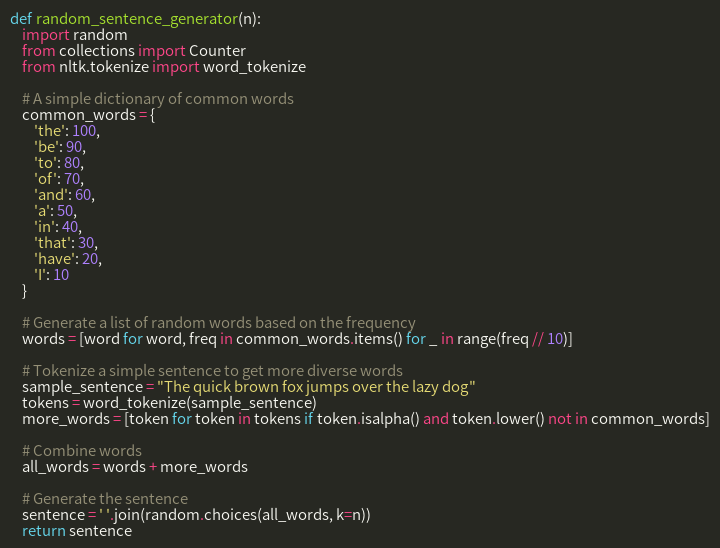 def random_sentence_generator(n):
    import random
    from collections import Counter
    from nltk.tokenize import word_tokenize

    # A simple dictionary of common words
    common_words = {
        'the': 100,
        'be': 90,
        'to': 80,
        'of': 70,
        'and': 60,
        'a': 50,
        'in': 40,
        'that': 30,
        'have': 20,
        'I': 10
    }

    # Generate a list of random words based on the frequency
    words = [word for word, freq in common_words.items() for _ in range(freq // 10)]

    # Tokenize a simple sentence to get more diverse words
    sample_sentence = "The quick brown fox jumps over the lazy dog"
    tokens = word_tokenize(sample_sentence)
    more_words = [token for token in tokens if token.isalpha() and token.lower() not in common_words]

    # Combine words
    all_words = words + more_words

    # Generate the sentence
    sentence = ' '.join(random.choices(all_words, k=n))
    return sentence